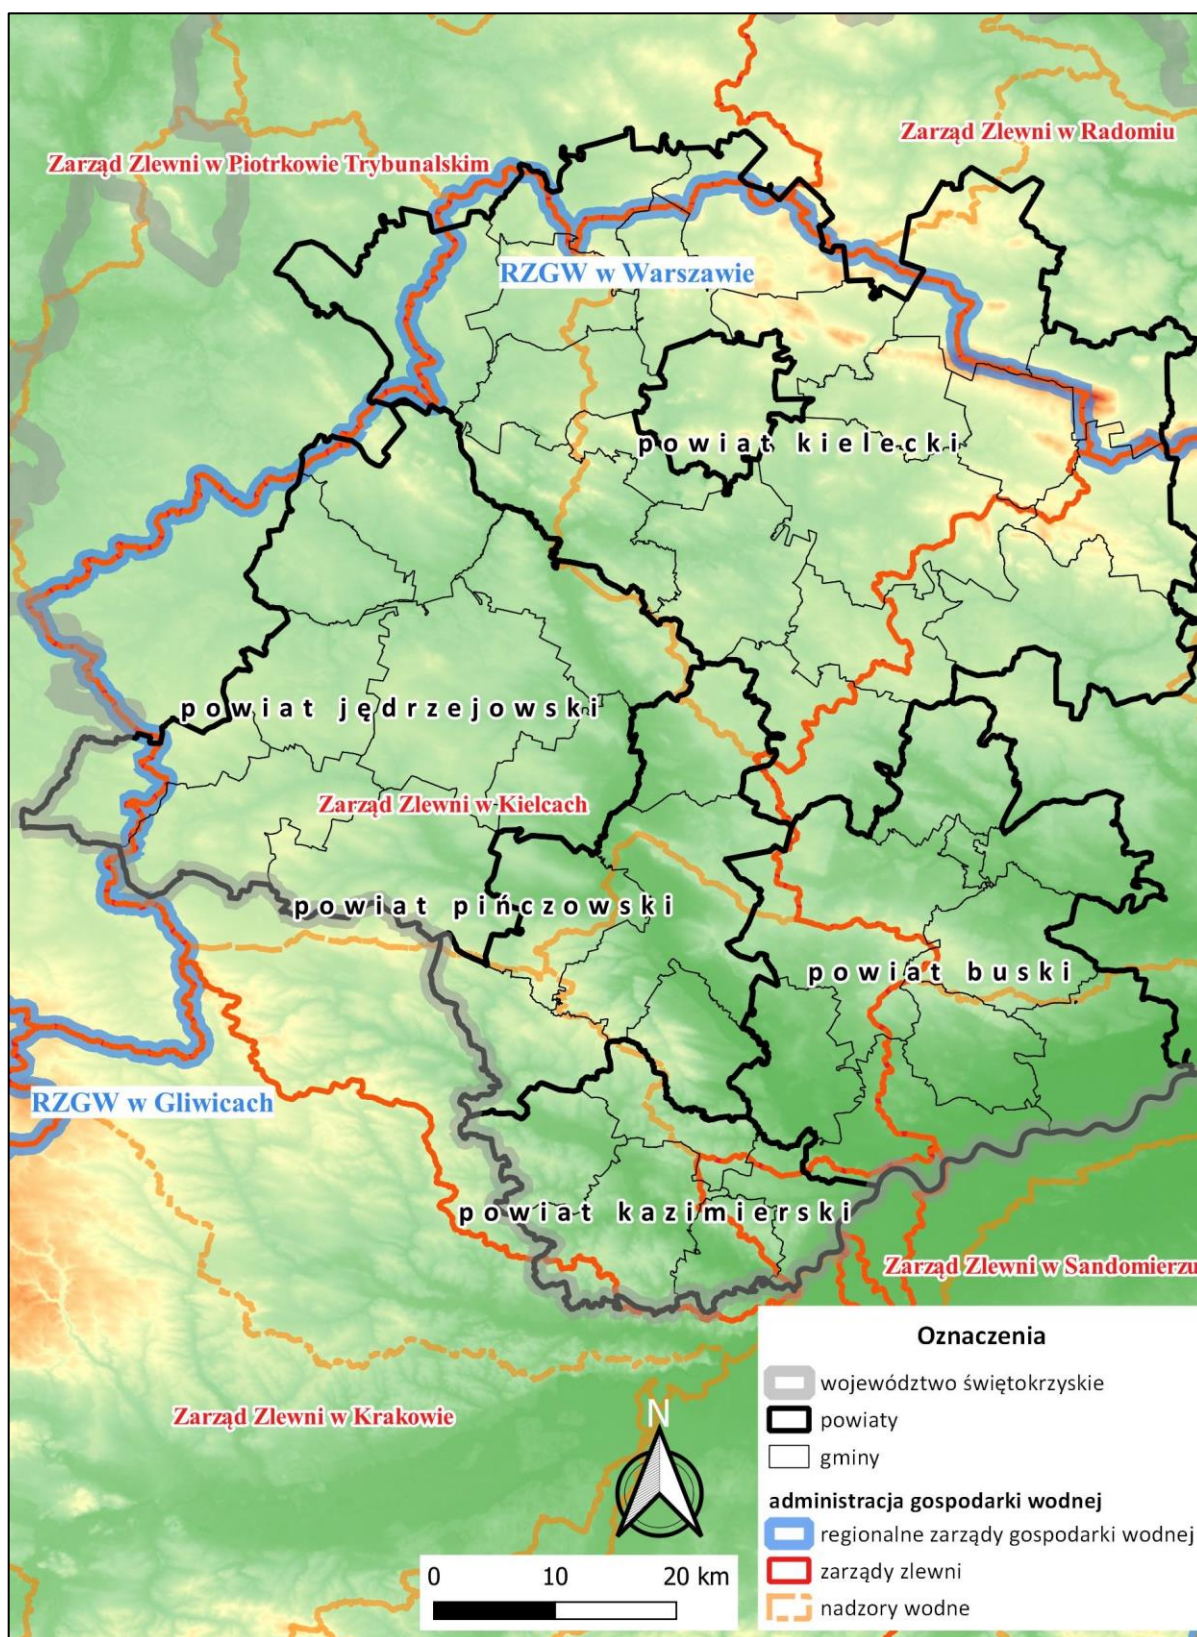 Zarząd Zlewni w Radomiu
Zarząd Zlewni w Piotrkowie Trybunalskim
RZGW w Warszawie
powiat kielecki
powiat jędrzejowski
Zarząd Zlewni w Kielcach
powiat pińczowski
powiat buski
RZGW w Gliwicach
powiat kazimierski
Zarząd Zlewni w Sandomierzu
Zarząd Zlewni w Krakowie
N
0 10 20 km
Oznaczenia
województwo świętokrzyskie
powiaty
gminy
administracja gospodarki wodnej
regionalne zarządy gospodarki wodnej
zarządy zlewni
nadzory wodne